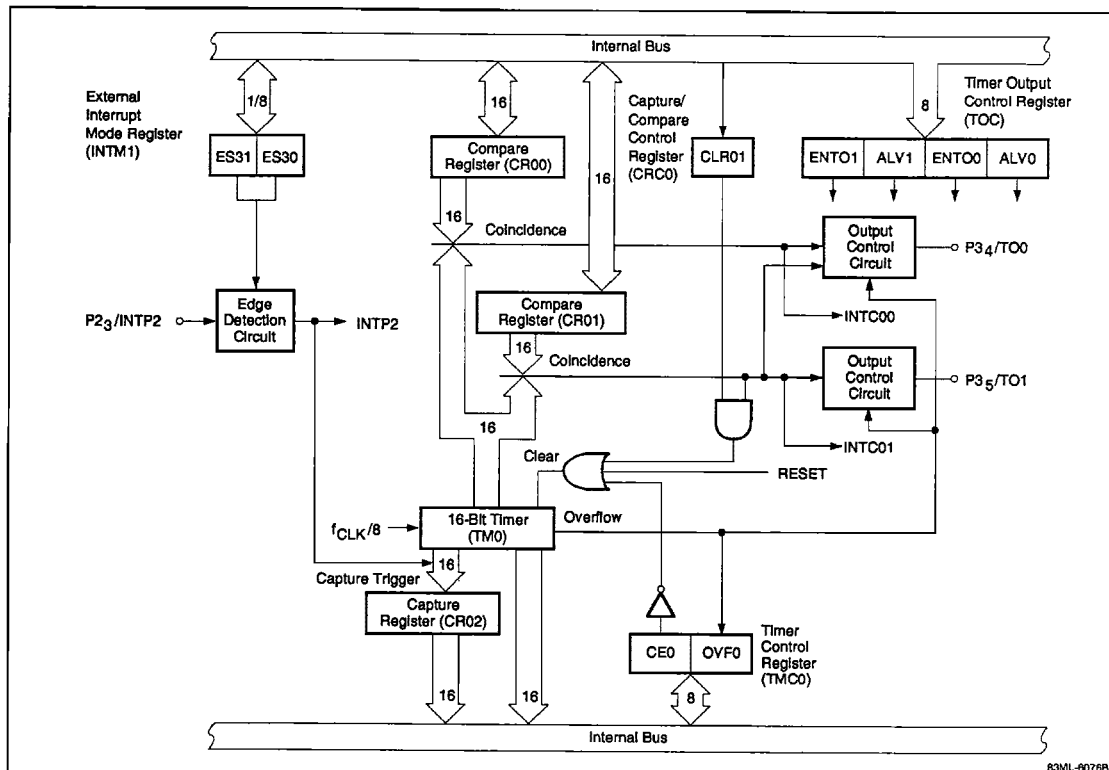 Internal Bus
External
Interrupt
Mode Register
(INTM1)
1/8
ES31 ES30
16
Compare
Register (CR00)
16
16
Capture/
Compare
Control
Register
(CRC0)
CLR01
8
Timer Output
Control Register
(TOC)
ENTO1 ALV1 ENTO0 ALV0
Coincidence
Output
Control
Circuit
P34/TO0
INTC00
P23/INTP2
Edge
Detection
Circuit
INTP2
Compare
Register (CR01)
16
Coincidence
Output
Control
Circuit
P35/TO1
INTC01
16
Clear
RESET
fCLK/8
16-Bit Timer
(TM0)
Overflow
16
Capture Trigger
Capture
Register (CR02)
CE0 OVF0
Timer
Control
Register
(TMC0)
16
16
8
Internal Bus
83ML-6076B